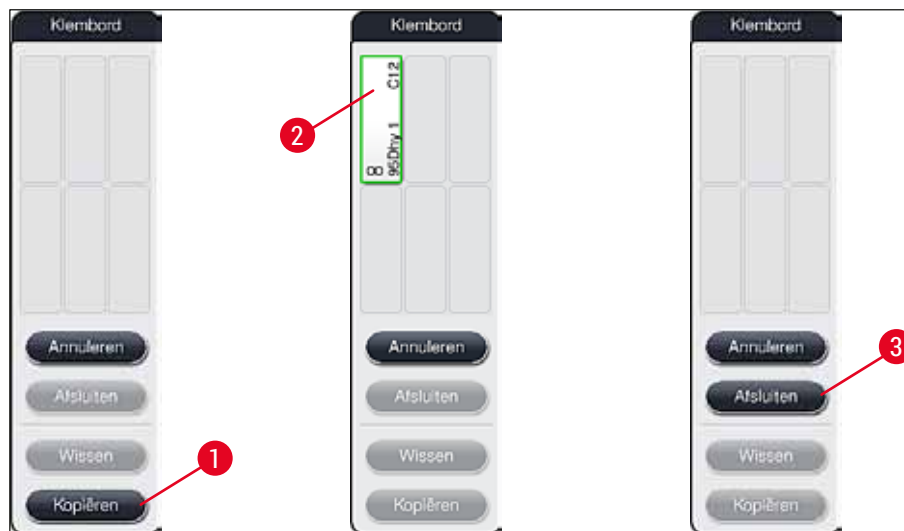 Klembord
Annuleren
Afsluiten
Wissen
Kopiëren
1
Klembord
C12
95Dhy 1
00
2
Annuleren
Afsluiten
Wissen
Kopiëren
Klembord
Annuleren
Afsluiten
3
Wissen
Kopiëren